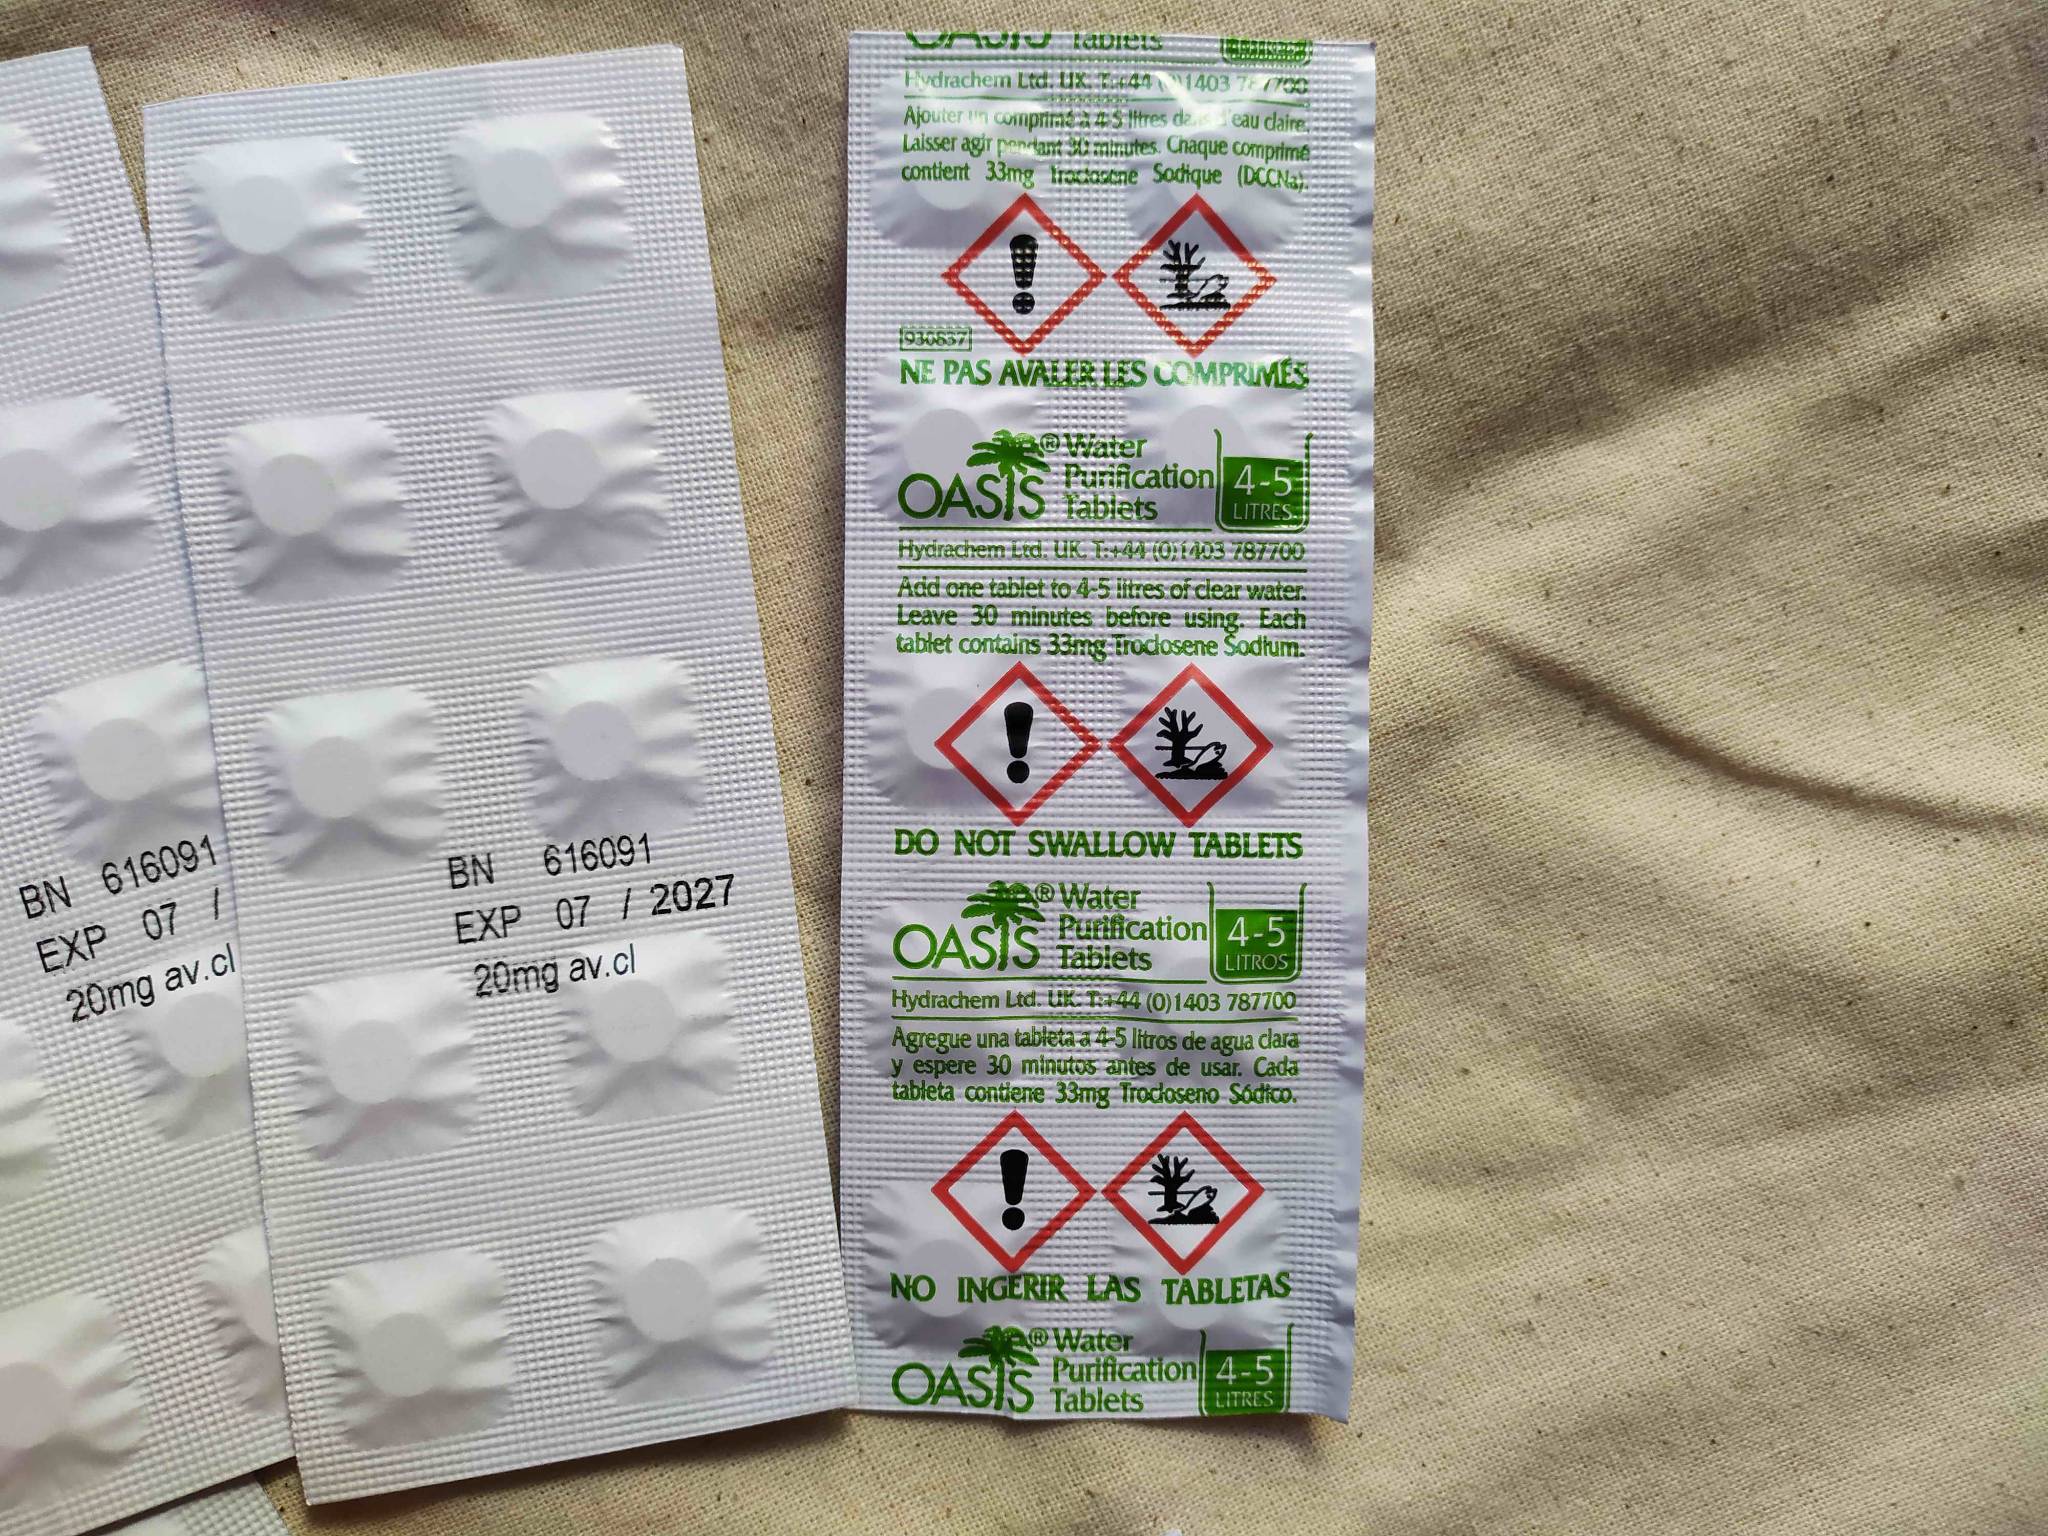 BN 616091
EXP 07 /
20mg av.cl
BN 616091
EXP 07 / 2027
20mg av.cl
OASIS Tablets
Hydrachem Ltd. UK. T:+44 (0)1403 787700
Ajouter un comprimé à 4-5 litres dans d'eau claire.
Laisser agir pendant 30 minutes. Chaque comprimé
contient 33mg Troclosene Sodique (DCCNa).
930837
NE PAS AVALER LES COMPRIMÉS
OASIS® Water
Purification
Tablets
4-5
LITRES
Hydrachem Ltd. UK. T:+44 (0)1403 787700
Add one tablet to 4-5 litres of clear water.
Leave 30 minutes before using. Each
tablet contains 33mg Troclosene Sodium.
DO NOT SWALLOW TABLETS
OASIS® Water
Purification
Tablets
4-5
LITROS
Hydrachem Ltd. UK. T:+44 (0)1403 787700
Agregue una tableta a 4-5 litros de agua clara
y espere 30 minutos antes de usar. Cada
tableta contiene 33mg Trocloseno Sódico.
NO INGERIR LAS TABLETAS
OASIS® Water
Purification
Tablets
4-5
LITRES